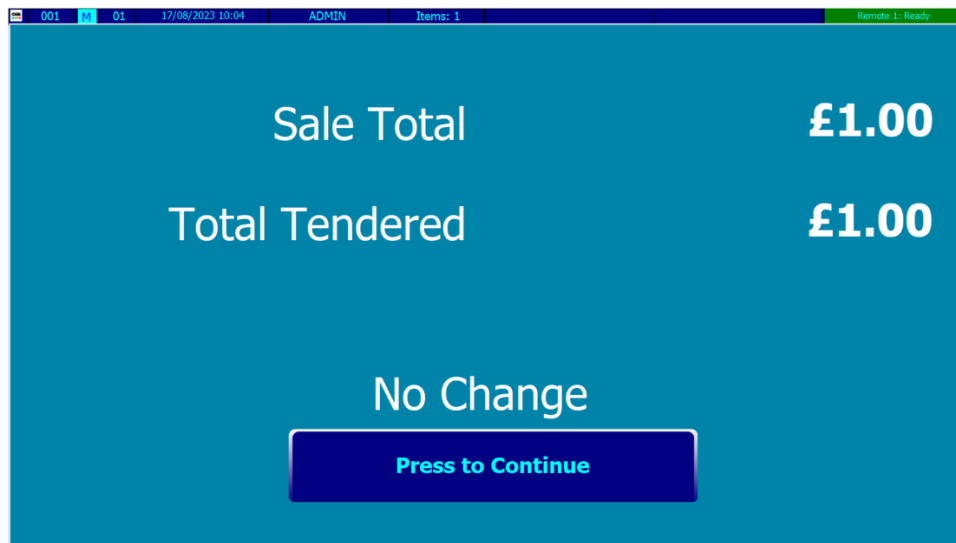 001 M 01 17/08/2023 10:04 ADMIN Items: 1 Remote 1: Ready
Sale Total £1.00
Total Tendered £1.00
No Change
Press to Continue